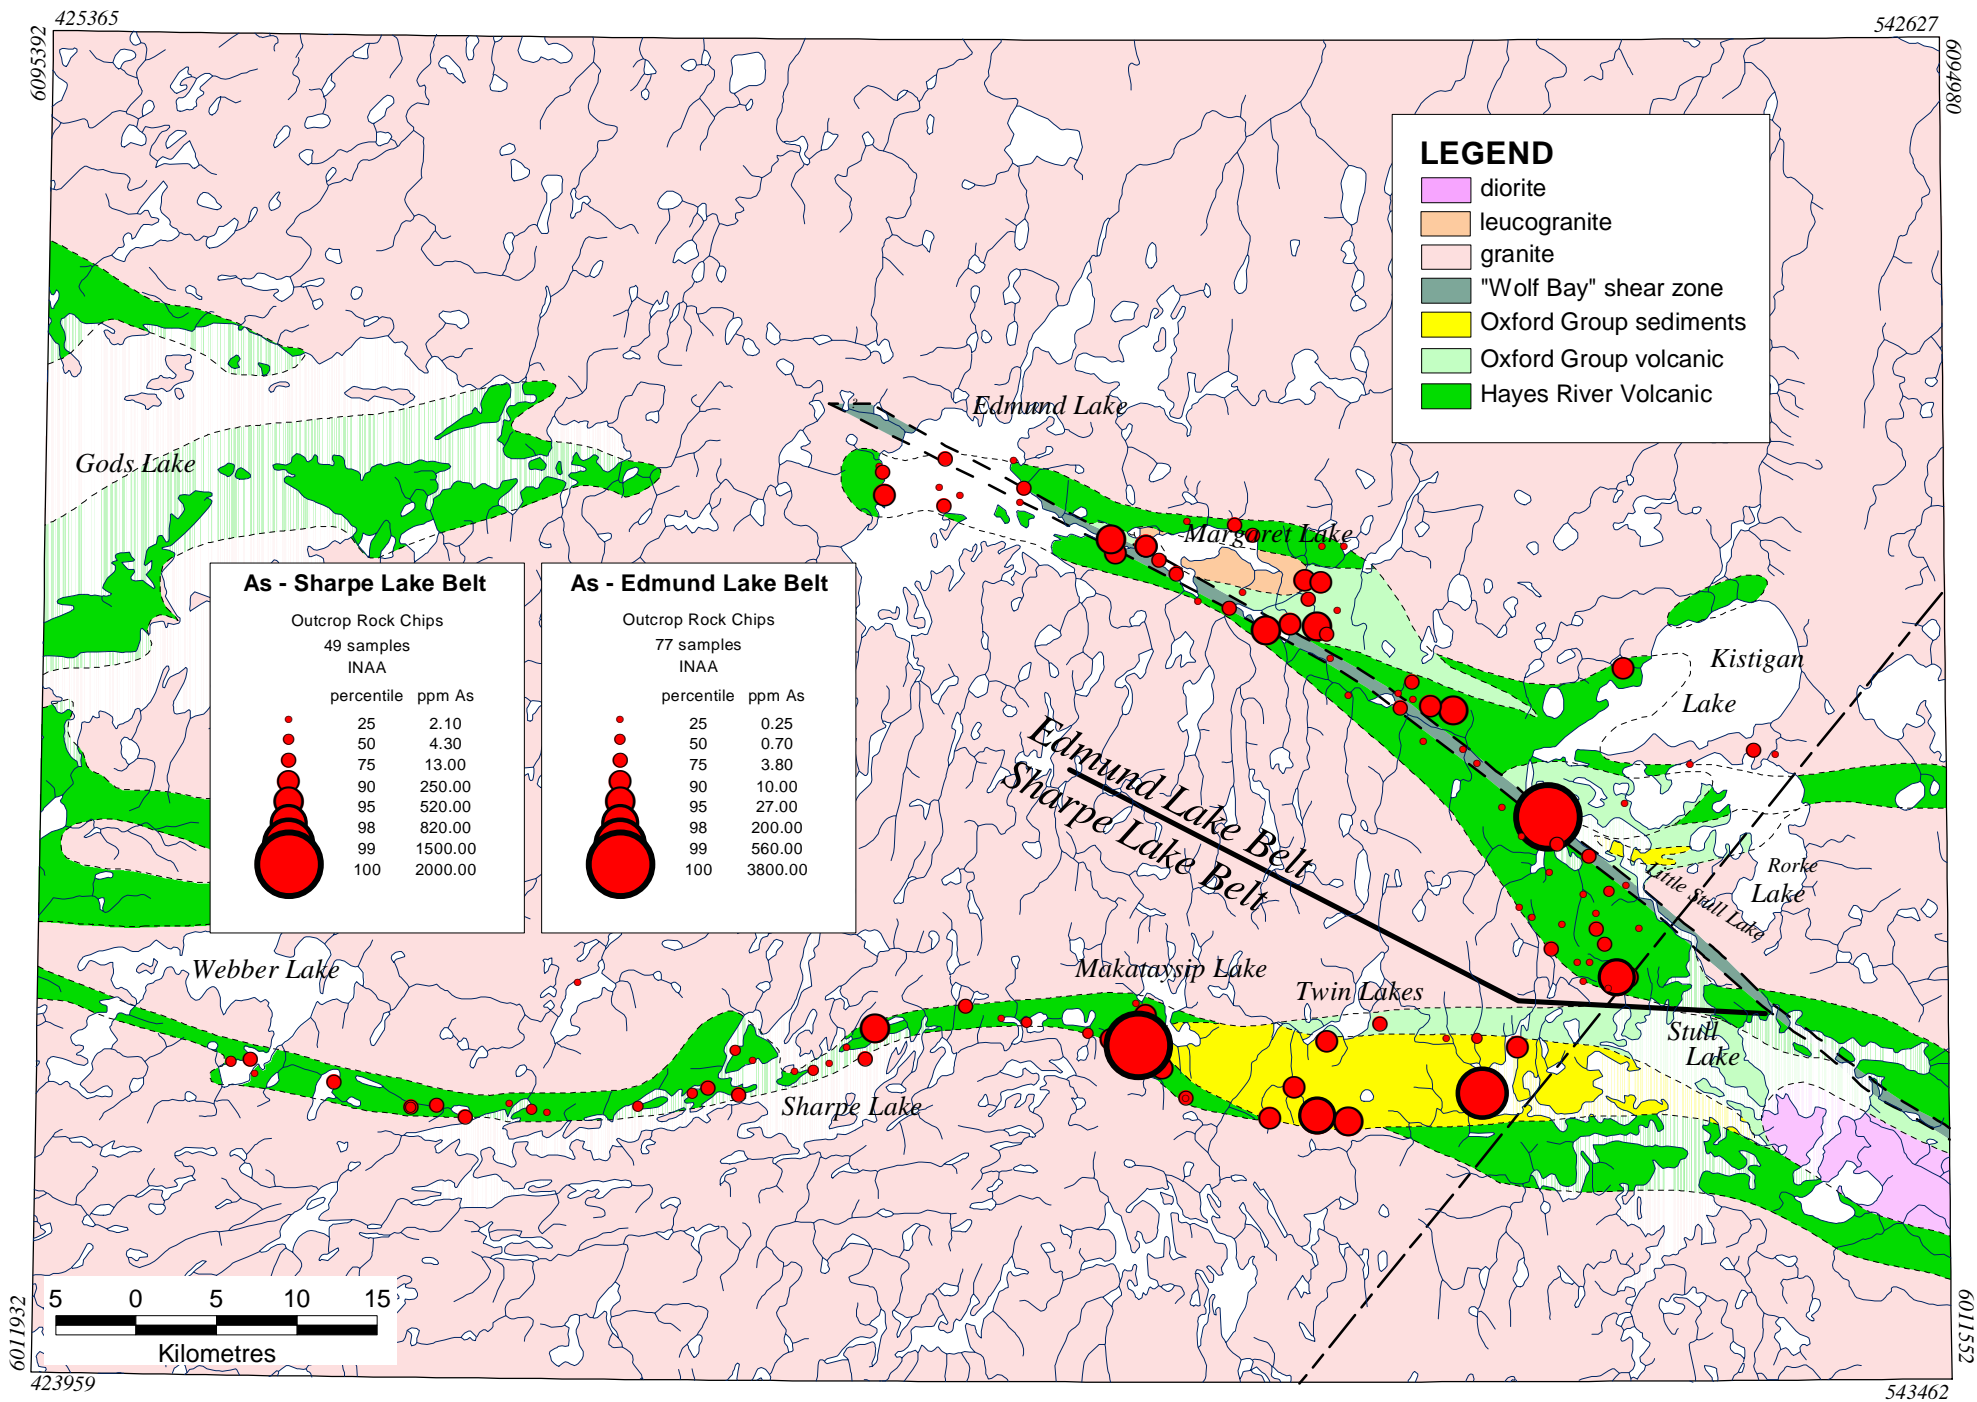 425365
542627
6095392
6094980
LEGEND
diorite
leucogranite
granite
"Wolf Bay" shear zone
Oxford Group sediments
Oxford Group volcanic
Hayes River Volcanic
Edmund Lake
Gods Lake
Margaret Lake
As - Sharpe Lake Belt
Outcrop Rock Chips
49 samples
INAA
percentile ppm As
25 2.10
50 4.30
75 13.00
90 250.00
95 520.00
98 820.00
99 1500.00
100 2000.00
As - Edmund Lake Belt
Outcrop Rock Chips
77 samples
INAA
percentile ppm As
25 0.25
50 0.70
75 3.80
90 10.00
95 27.00
98 200.00
99 560.00
100 3800.00
Kistigan
Lake
Edmund Lake Belt
Sharpe Lake Belt
Rorke
Lake
Little Stull Lake
Webber Lake
Makataysip Lake
Twin Lakes
Stull
Lake
Sharpe Lake
5 0 5 10 15
Kilometres
6011932
6011552
423959
543462